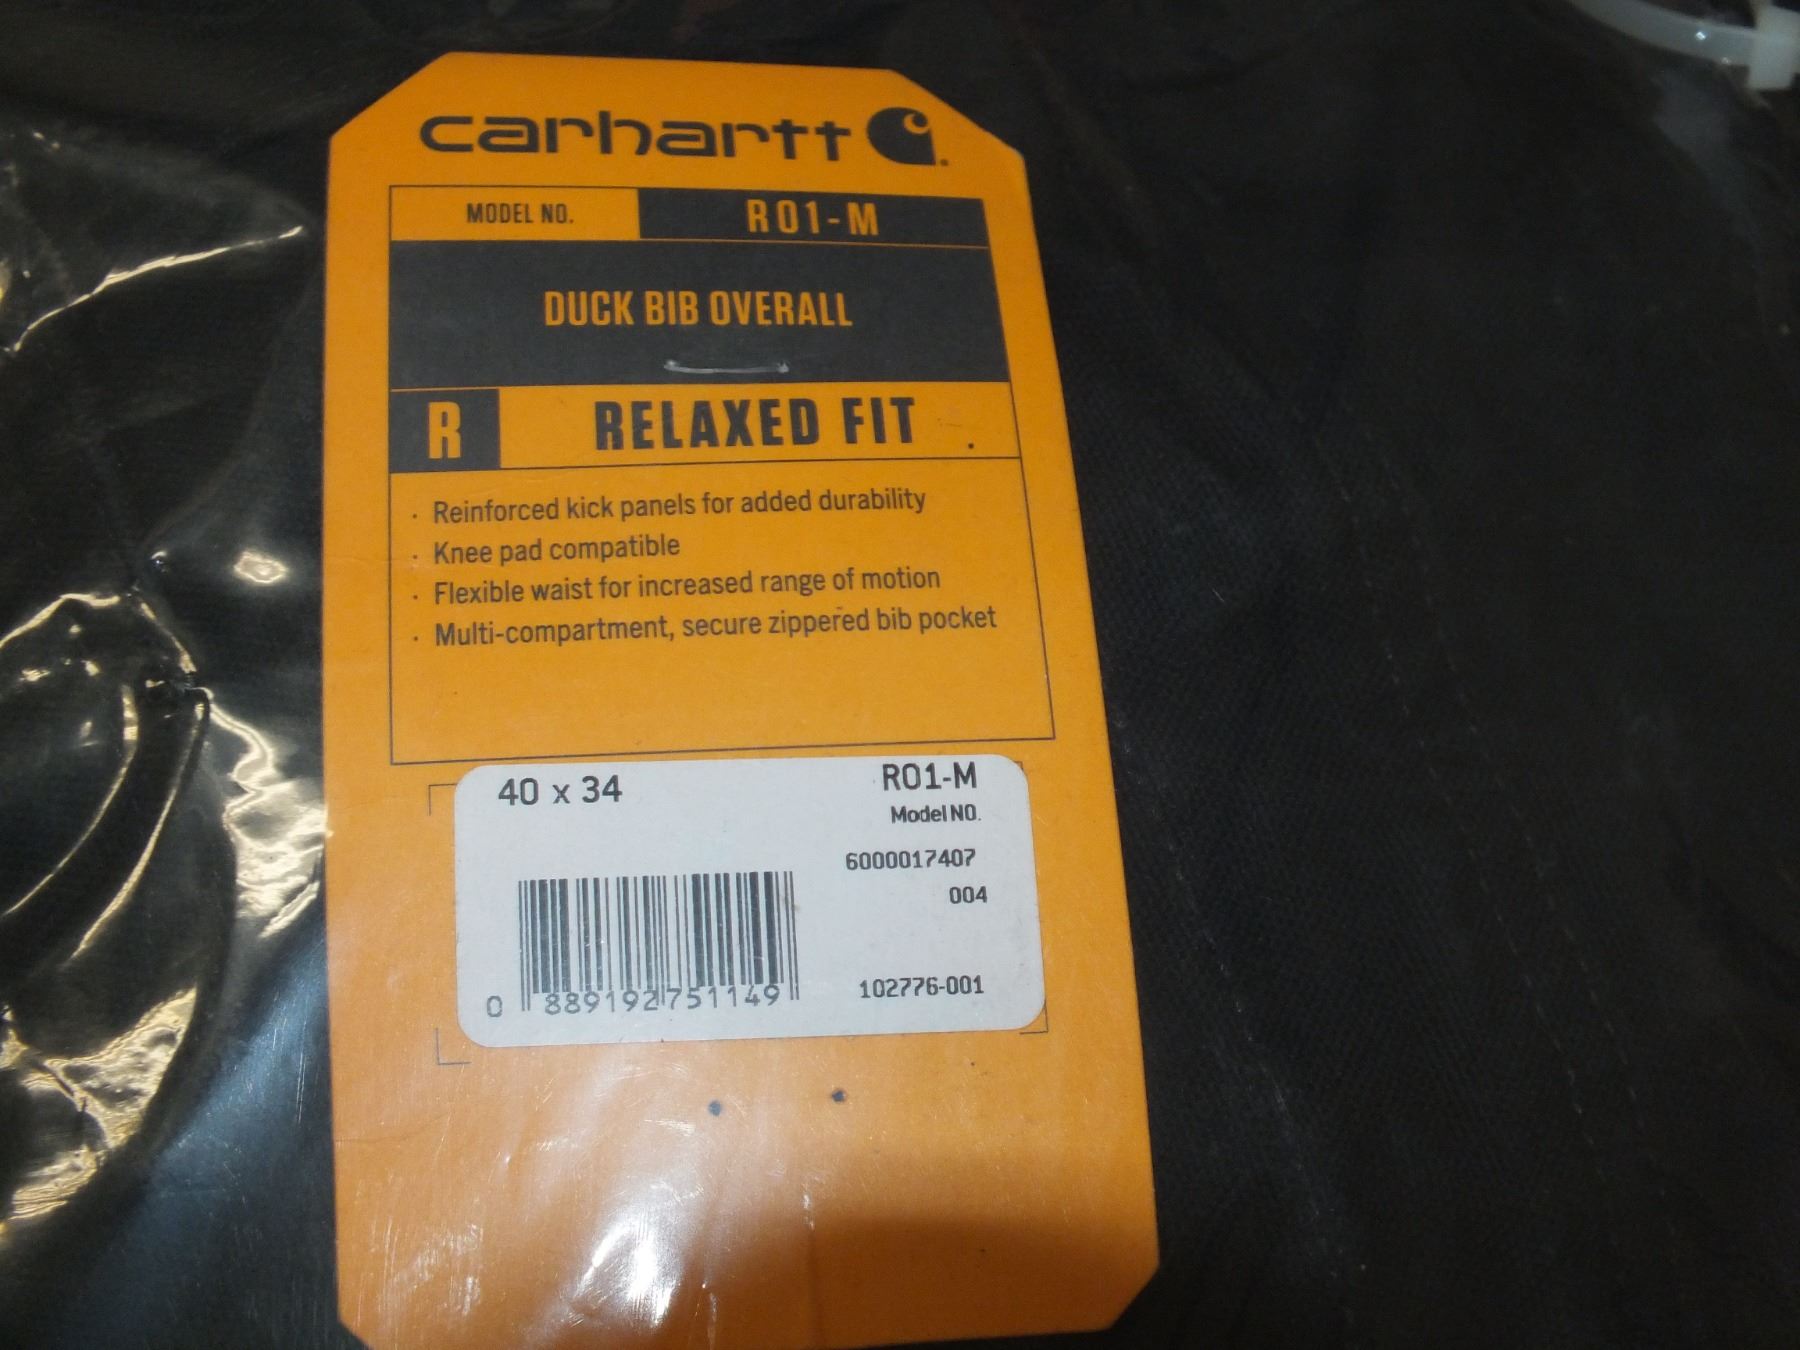 carhartt
MODEL NO. R01-M
DUCK BIB OVERALL
R RELAXED FIT
· Reinforced kick panels for added durability
· Knee pad compatible
· Flexible waist for increased range of motion
· Multi-compartment, secure zippered bib pocket
40 x 34 R01-M
Model NO.
6000017407
004
102776-001
0 889192751149